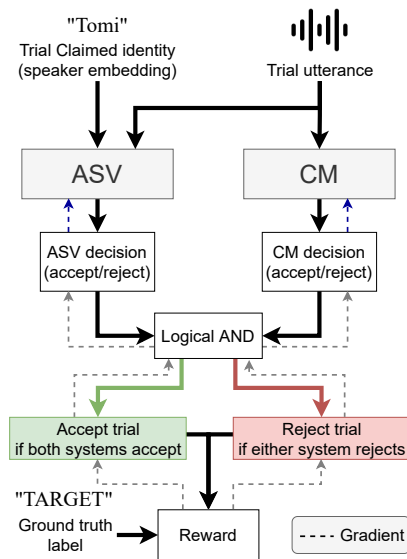 "Tomi"
Trial Claimed identity
(speaker embedding)
Trial utterance
ASV
CM
ASV decision
(accept/reject)
CM decision
(accept/reject)
Logical AND
Accept trial
if both systems accept
Reject trial
if either system rejects
"TARGET"
Ground truth
label
Reward
Gradient